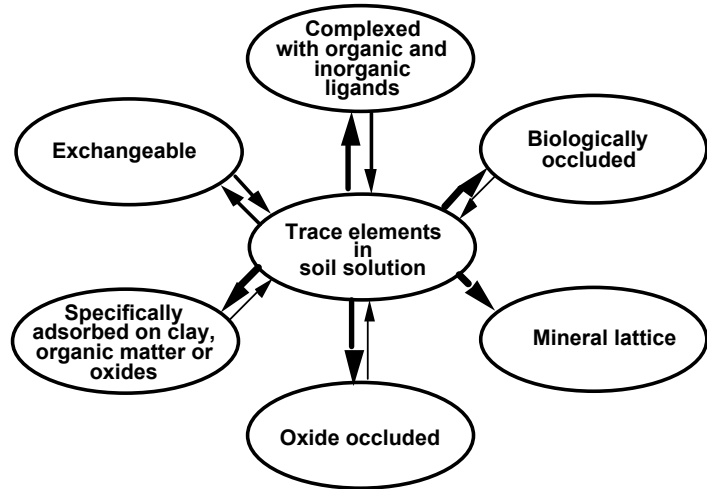 Complexed
with organic and
inorganic
ligands
Exchangeable
Biologically
occluded
Trace elements
in
soil solution
Specifically
adsorbed on clay,
organic matter or
oxides
Mineral lattice
Oxide occluded